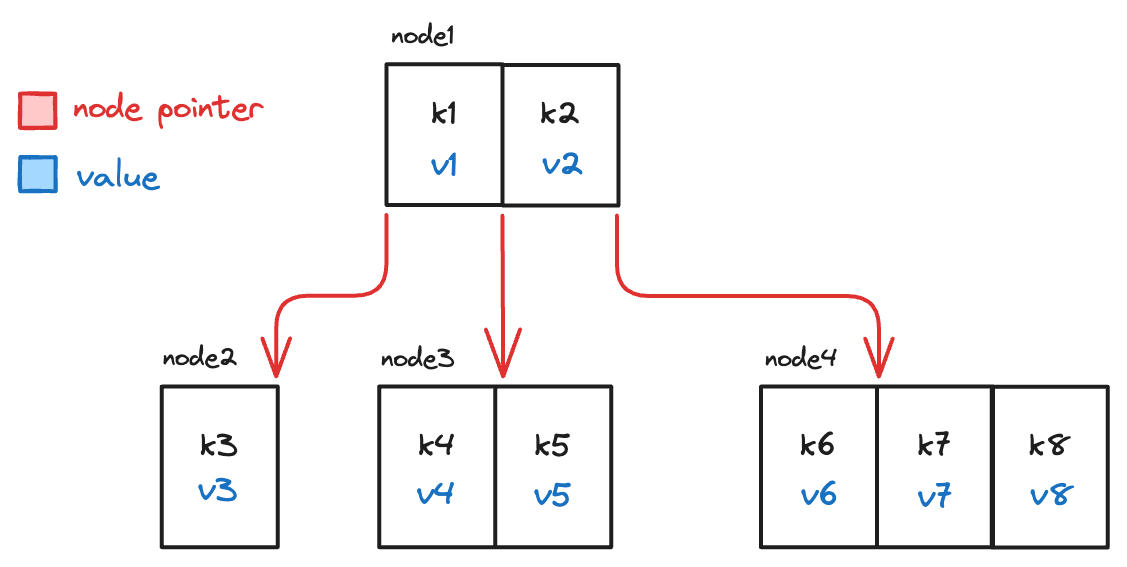 node1
node pointer
value
k1 k2
v1 v2
node2 node3 node4
k3 k4 k5 k6 k7 k8
v3 v4 v5 v6 v7 v8